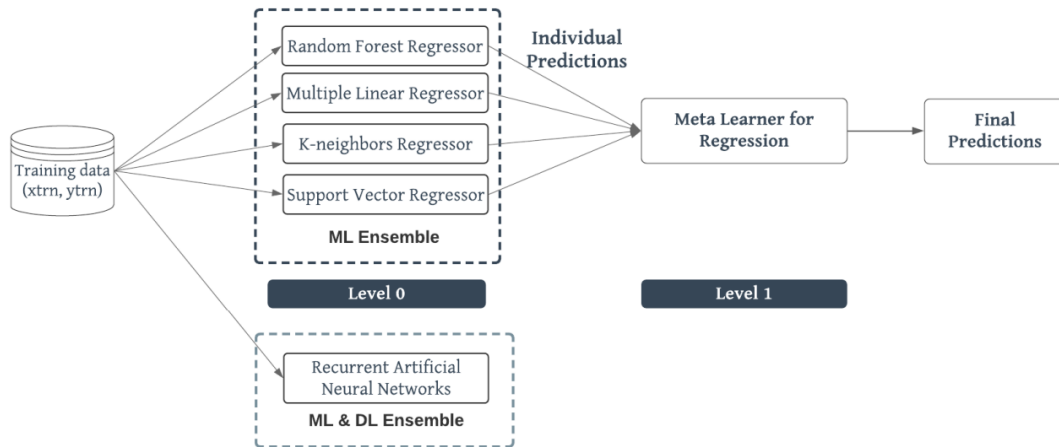 Random Forest Regressor
Multiple Linear Regressor
K-neighbors Regressor
Support Vector Regressor
ML Ensemble
Training data
(xtrn, ytrn)
Individual
Predictions
Meta Learner for
Regression
Final
Predictions
Level 0
Level 1
Recurrent Artificial
Neural Networks
ML & DL Ensemble